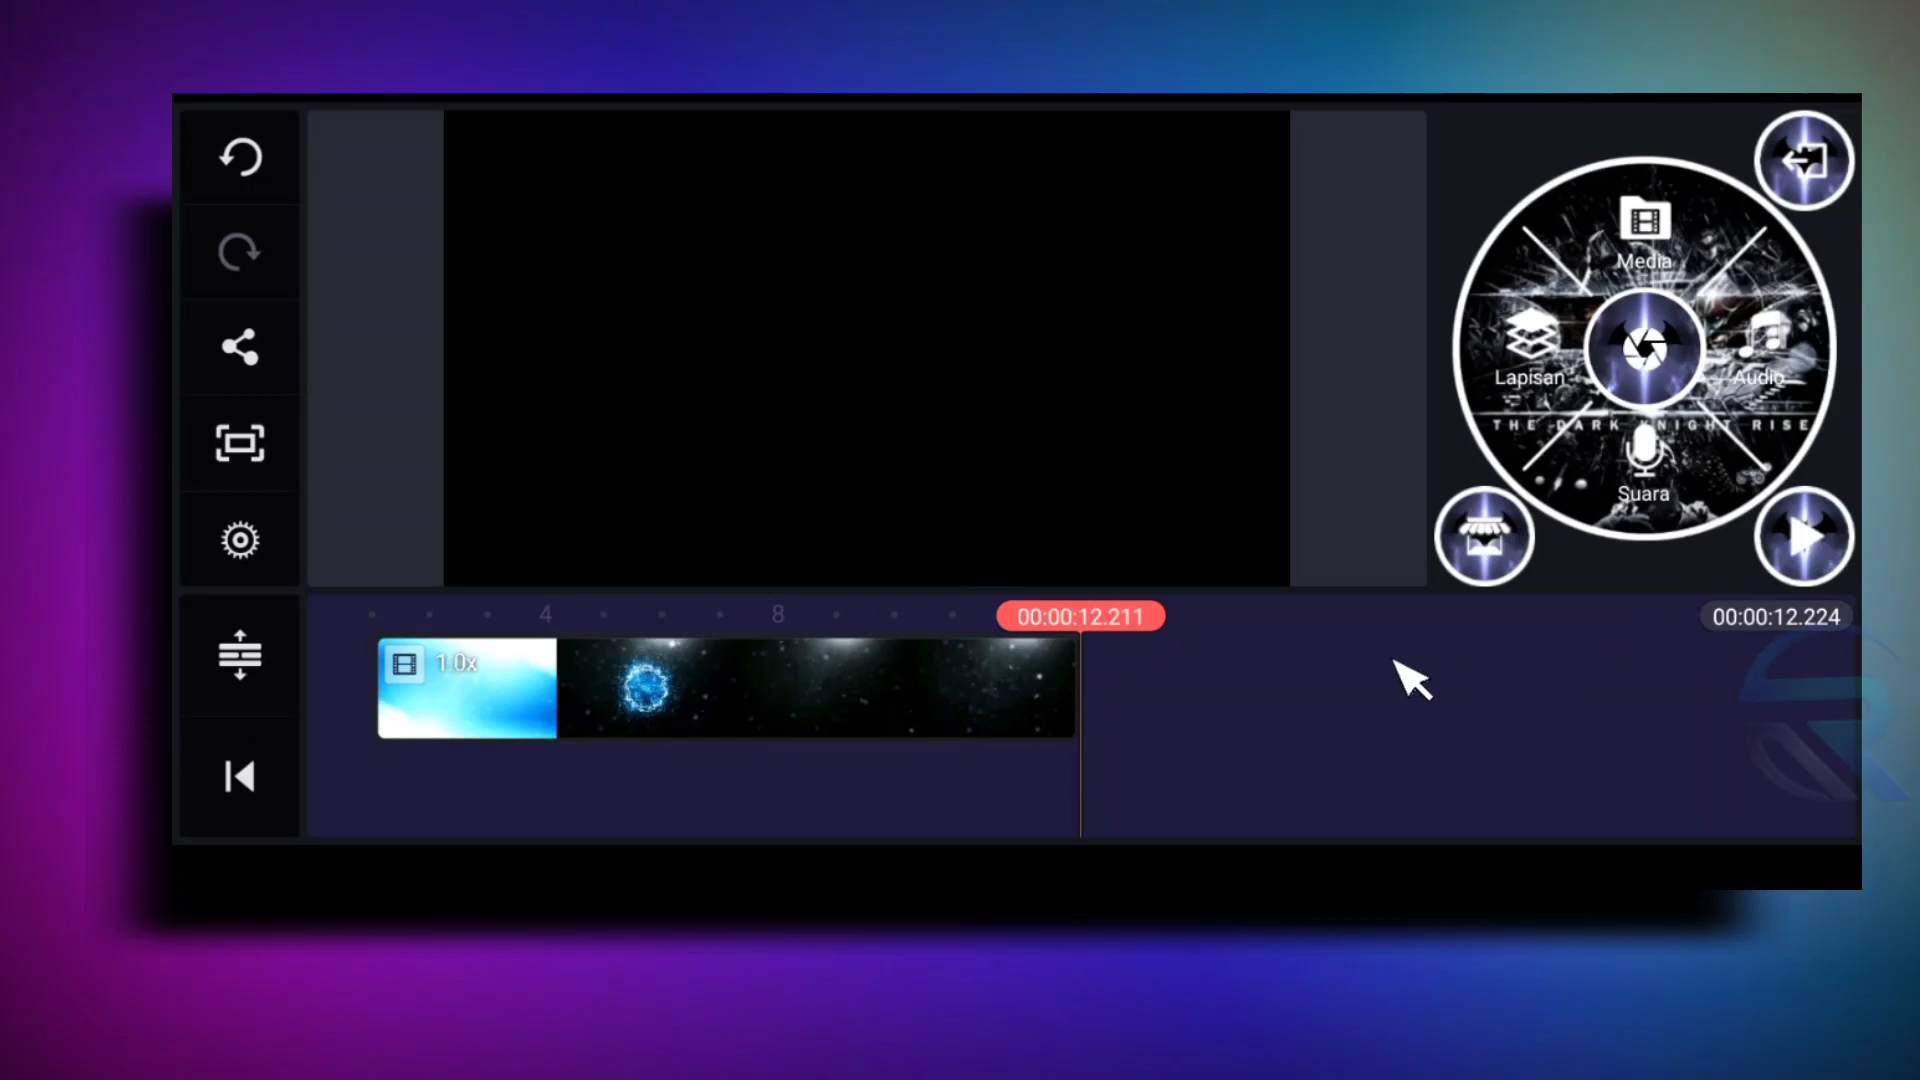 Media
Lapisan
Audio
THE DARK KNIGHT RISE
Suara
4
8
00:00:12.211
00:00:12.224
1.0x